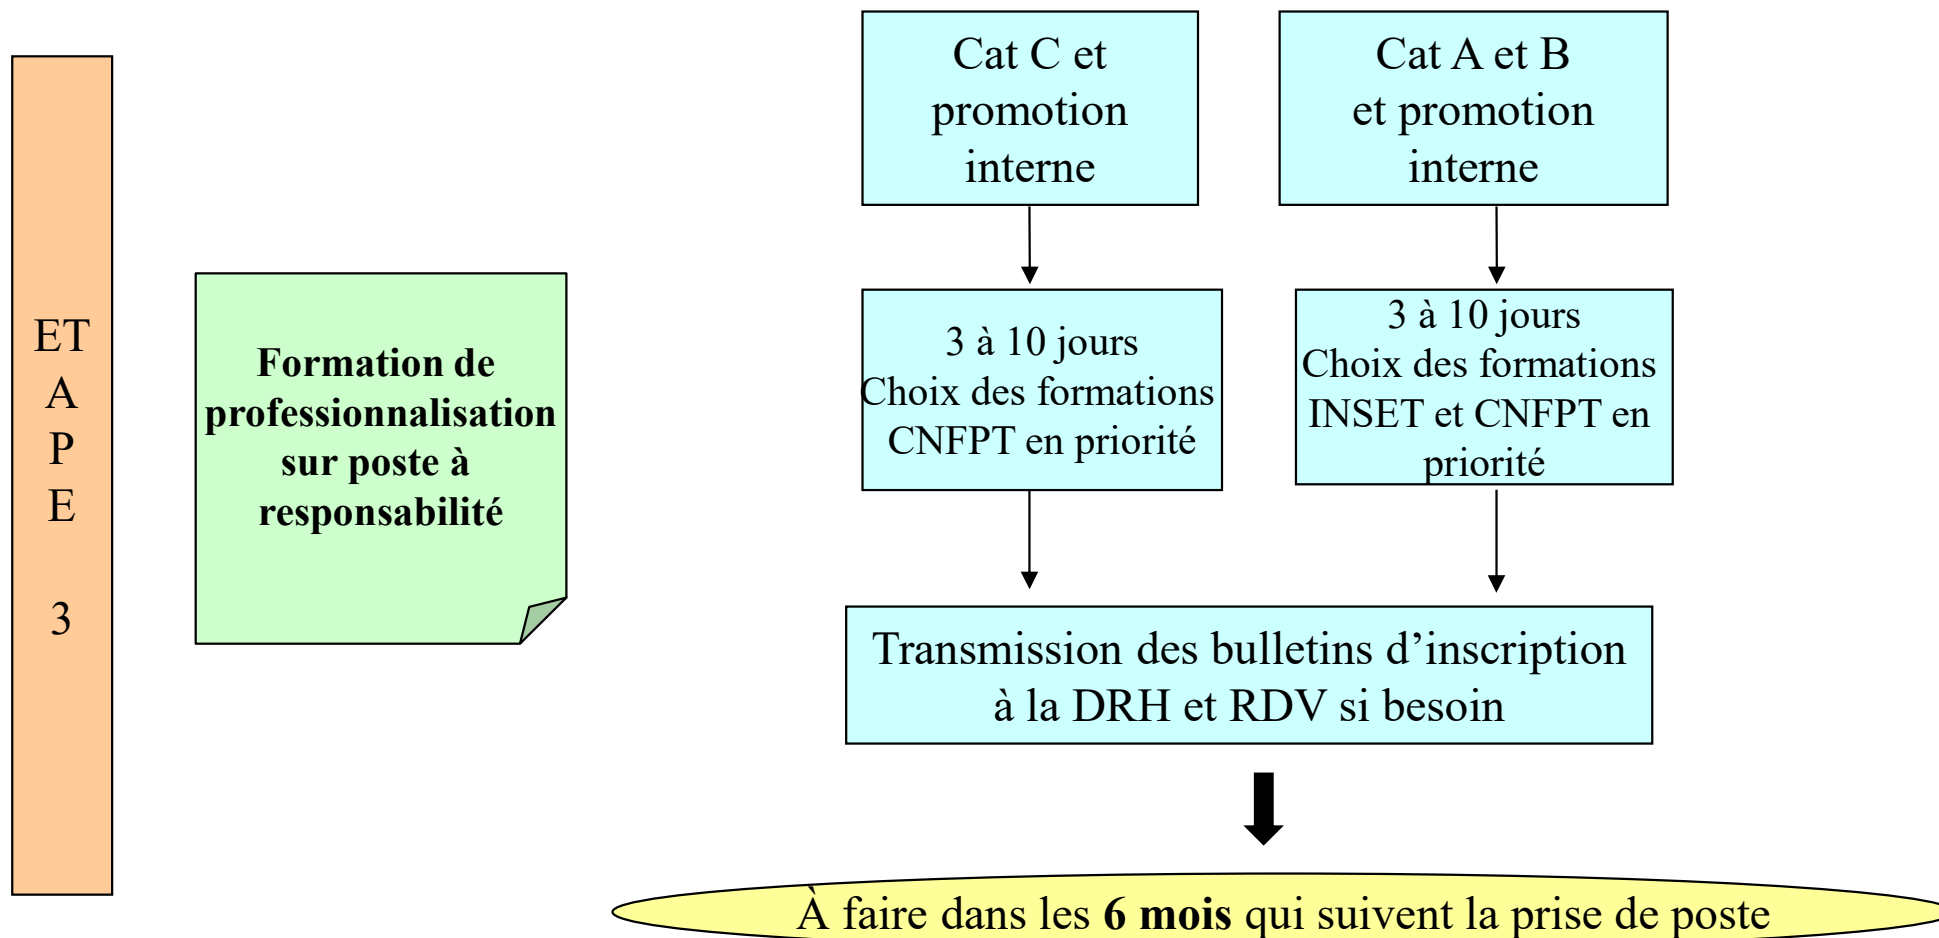 ET
A
P
E
3
Formation de
professionnalisation
sur poste à
responsabilité
Cat C et
promotion
interne
Cat A et B
et promotion
interne
3 à 10 jours
Choix des formations
CNFPT en priorité
3 à 10 jours
Choix des formations
INSET et CNFPT en
priorité
Transmission des bulletins d’inscription
à la DRH et RDV si besoin
À faire dans les 6 mois qui suivent la prise de poste